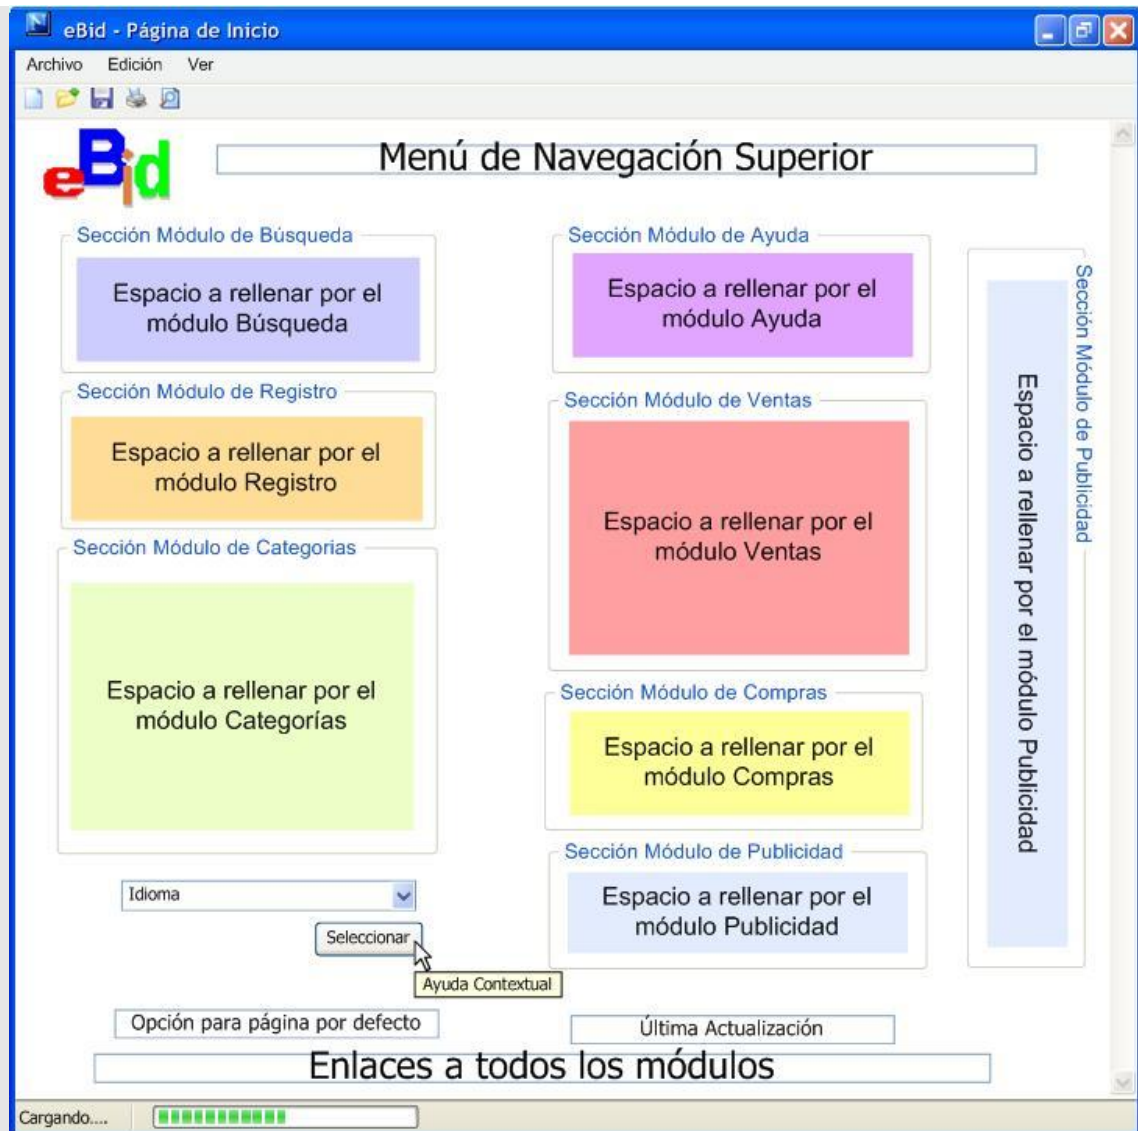 eBid - Página de Inicio
Archivo Edición Ver
eBid
Menú de Navegación Superior
Sección Módulo de Búsqueda
Espacio a rellenar por el
módulo Búsqueda
Sección Módulo de Registro
Espacio a rellenar por el
módulo Registro
Sección Módulo de Categorias
Espacio a rellenar por el
módulo Categorías
Idioma
Seleccionar
Ayuda Contextual
Sección Módulo de Ayuda
Espacio a rellenar por el
módulo Ayuda
Sección Módulo de Ventas
Espacio a rellenar por el
módulo Ventas
Sección Módulo de Compras
Espacio a rellenar por el
módulo Compras
Sección Módulo de Publicidad
Espacio a rellenar por el
módulo Publicidad
Sección Módulo de Publicidad
Espacio a rellenar por el módulo Publicidad
Opción para página por defecto
Última Actualización
Enlaces a todos los módulos
Cargando....